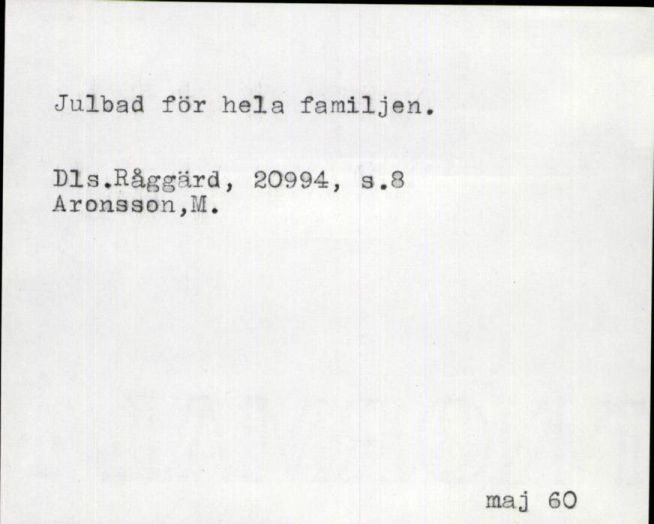 Julbad för hela familjen.
Dls.Råggärd, 20994, s.8
Aronsson,M.
maj 60